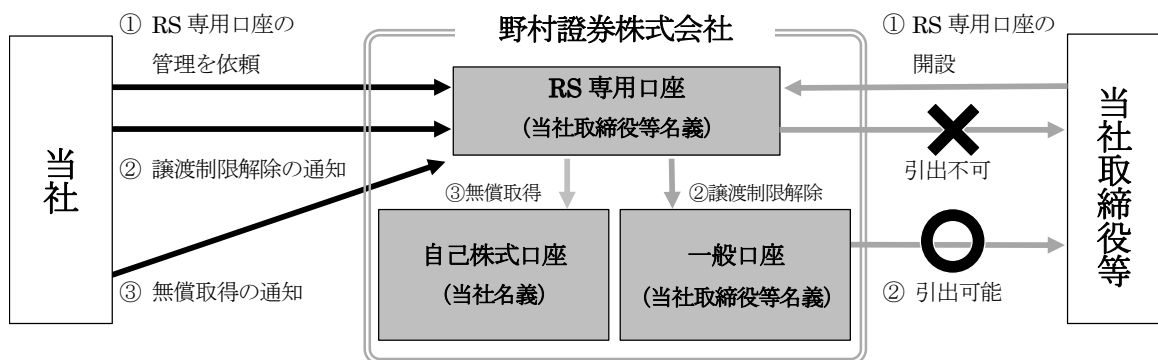 ① RS 専用口座の
管理を依頼
当社
② 譲渡制限解除の通知
③ 無償取得の通知
野村證券株式会社
RS 専用口座
(当社取締役等名義)
③無償取得
②譲渡制限解除
自己株式口座
(当社名義)
一般口座
(当社取締役等名義)
① RS 専用口座の
開設
引出不可
② 引出可能
当社取締役等